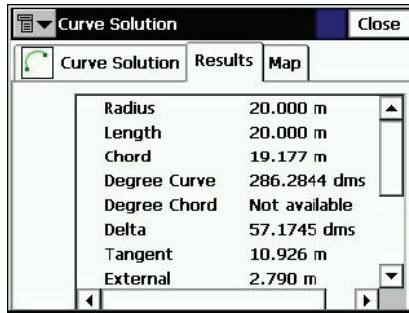 Curve Solution Close
Curve Solution Results Map
Radius 20.000 m
Length 20.000 m
Chord 19.177 m
Degree Curve 286.2844 dms
Degree Chord Not available
Delta 57.1745 dms
Tangent 10.926 m
External 2.790 m